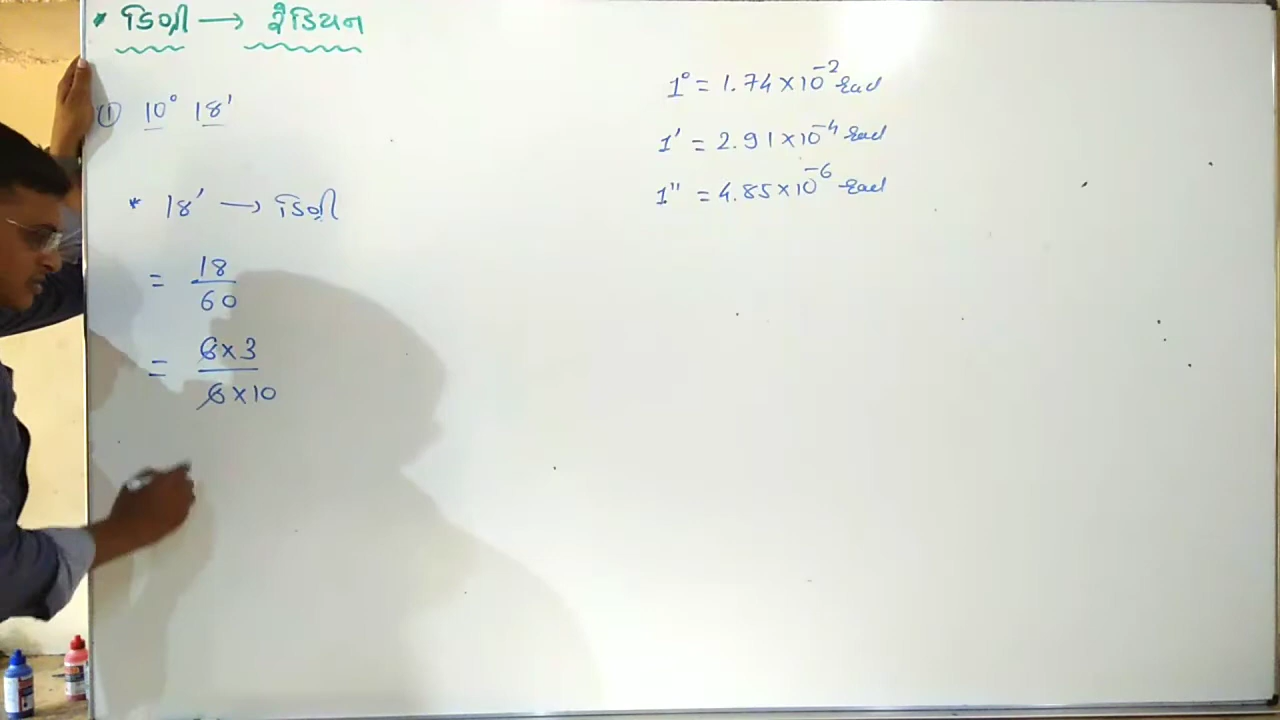 * ડિગ્રી → રેડિયન
① 10° 18'
* 18' → ડિગ્રી
= 18/60
= 6×3/6×10
1° = 1.74 × 10⁻² rad
1' = 2.91 × 10⁻⁴ rad
1" = 4.85 × 10⁻⁶ rad